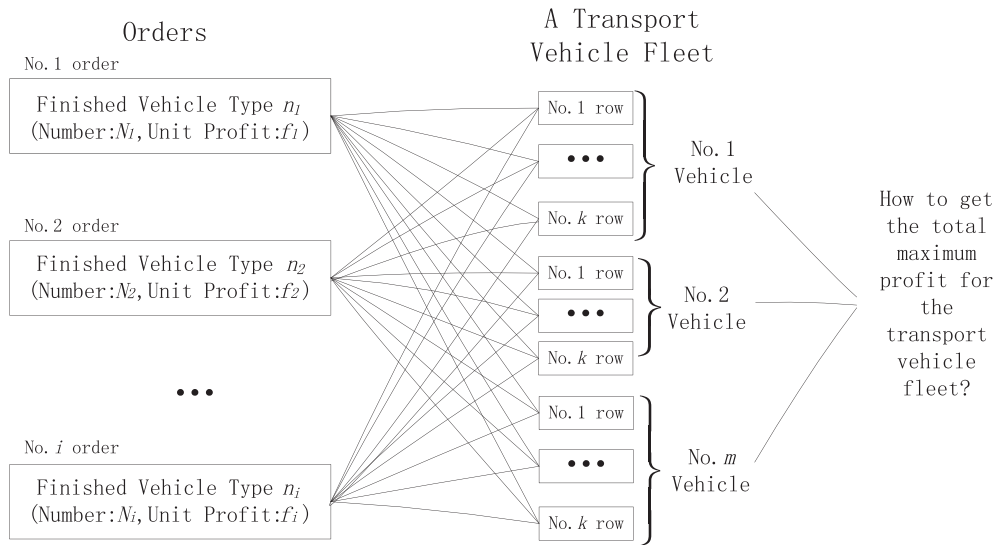 Orders
No.1 order
Finished Vehicle Type n1
(Number:N1,Unit Profit:f1)
No.2 order
Finished Vehicle Type n2
(Number:N2,Unit Profit:f2)
•••
No.i order
Finished Vehicle Type ni
(Number:Ni,Unit Profit:fi)
A Transport
Vehicle Fleet
No.1 row
•••
No.k row
No.1
Vehicle
No.1 row
•••
No.k row
No.2
Vehicle
No.1 row
•••
No.k row
No.m
Vehicle
How to get
the total
maximum
profit for
the
transport
vehicle
fleet?